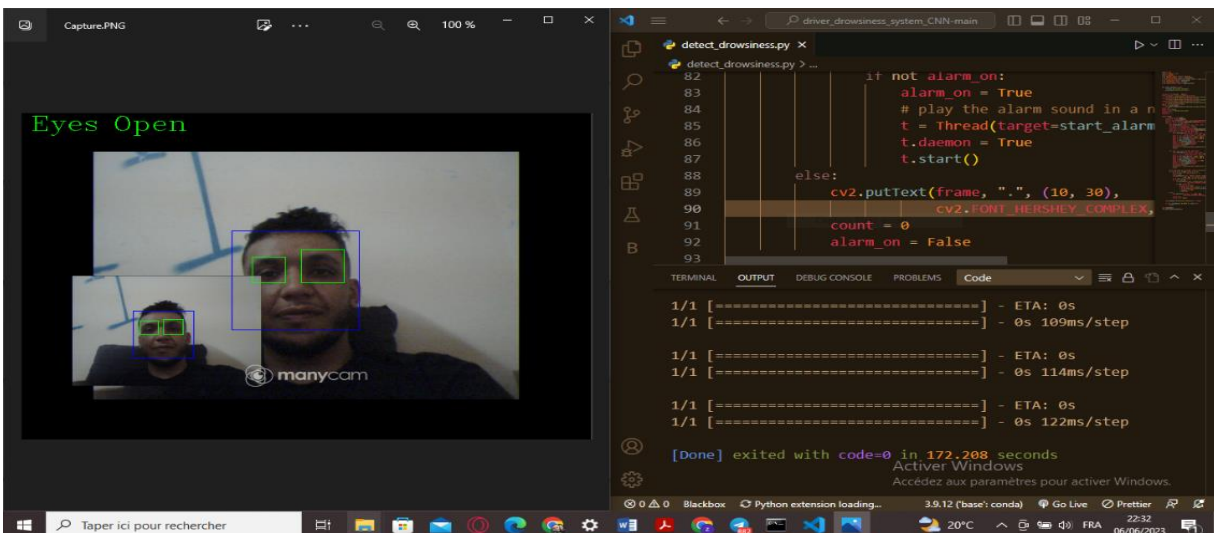 Capture.PNG
100 %
Eyes Open
manycam
driver_drowsiness_system_CNN-main
detect_drowsiness.py
detect_drowsiness.py > ...
82 if not alarm_on:
83 alarm_on = True
84 # play the alarm sound in a n
85 t = Thread(target=start_alarm
86 t.daemon = True
87 t.start()
88 else:
89 cv2.putText(frame, ".", (10, 30),
90 cv2.FONT_HERSHEY_COMPLEX,
91 count = 0
92 alarm_on = False
93
TERMINAL OUTPUT DEBUG CONSOLE PROBLEMS Code
1/1 [==============================] - ETA: 0s
1/1 [==============================] - 0s 109ms/step
1/1 [==============================] - ETA: 0s
1/1 [==============================] - 0s 114ms/step
1/1 [==============================] - ETA: 0s
1/1 [==============================] - 0s 122ms/step
[Done] exited with code=0 in 172.208 seconds
Activer Windows
Accédez aux paramètres pour activer Windows.
0 0 Blackbox Python extension loading... 3.9.12 ('base': conda) Go Live Prettier
Taper ici pour rechercher 20°C FRA 22:32
06/06/2023